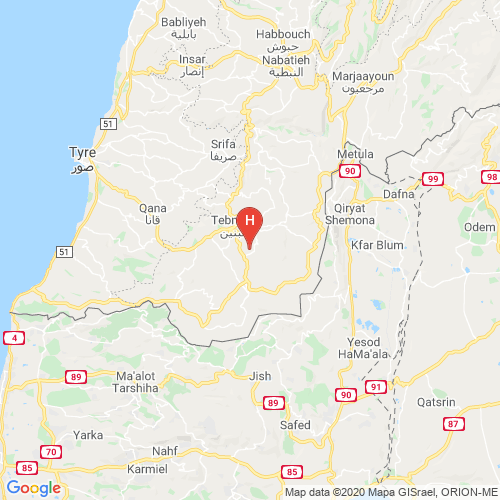 Babliyeh
بابلية
Habbouch
حبوش
Nabatieh
النبطية
Insar
إنصار
Marjaayoun
مرجعيون
51
Srifa
صريفا
Tyre
صور
Metula
90
99
98
Dafna
Qana
قانا
Tebn
H
Qiryat
Shemona
Odem
Kfar Blum
51
4
Yesod
HaMa'ala
89
Ma'alot
Tarshiha
Jish
91
90
89
Qatsrin
Safed
87
Yarka
70
Nahf
85
Karmiel
85
Google
Map data ©2020 Mapa GISrael, ORION-ME